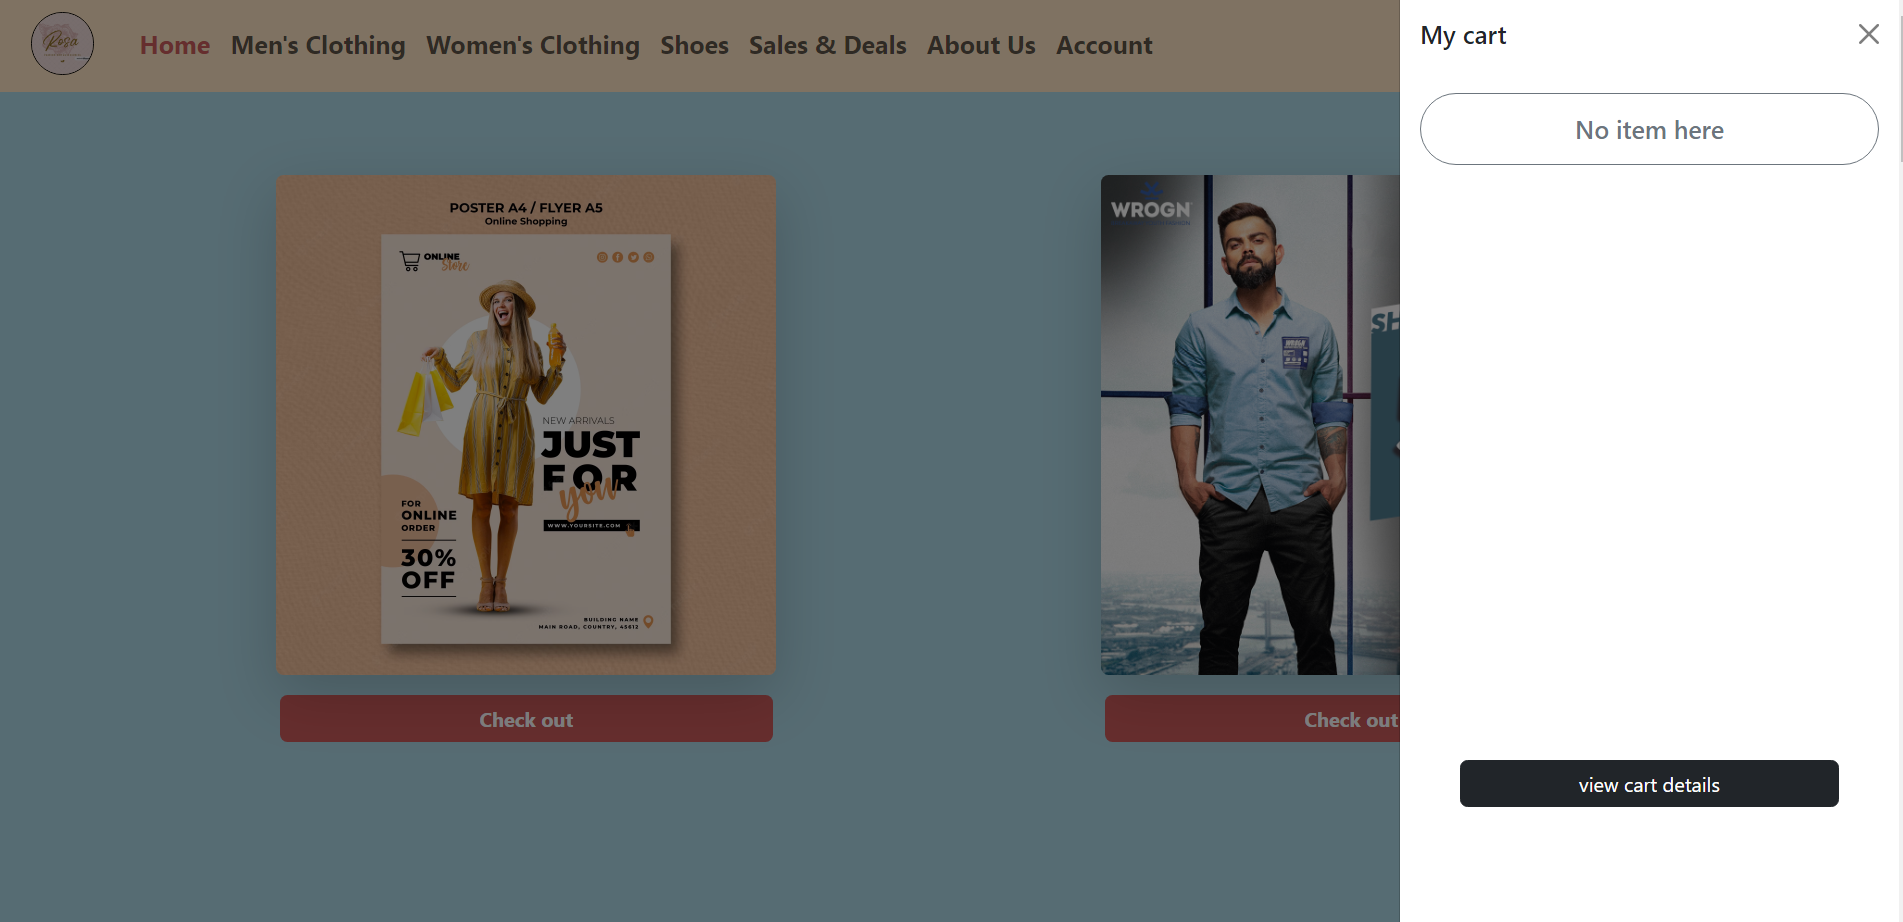 Rosa
Home Men's Clothing Women's Clothing Shoes Sales & Deals About Us Account
My cart
No item here
POSTER A4 / FLYER A5
Online Shopping
ONLINE
Store
NEW ARRIVALS
JUST
FOR
you
WWW.YOURSITE.COM
FOR
ONLINE
ORDER
30%
OFF
BUILDING NAME
MAIN ROAD, COUNTRY, 45612
WROGN
SH
Check out
Check out
view cart details